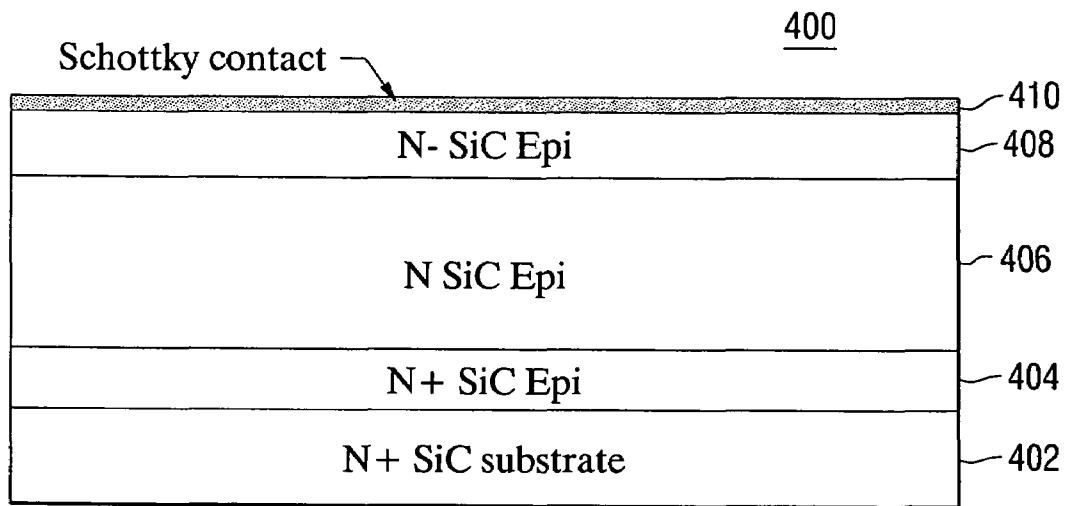 400
Schottky contact
410
N- SiC Epi
408
N SiC Epi
406
N+ SiC Epi
404
N+ SiC substrate
402